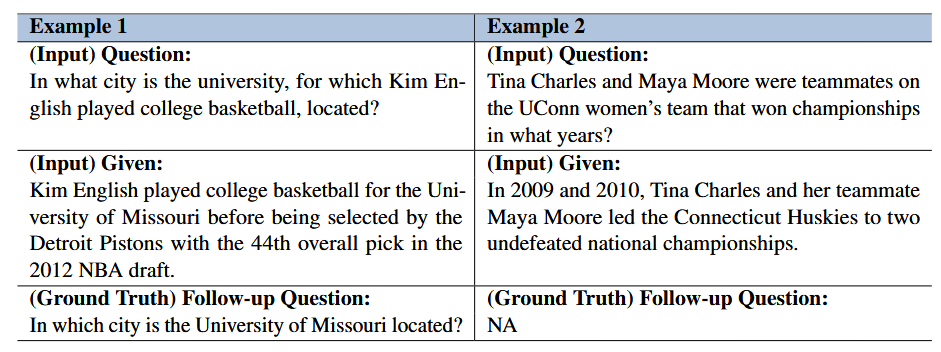 Example 1
(Input) Question:
In what city is the university, for which Kim En-
glish played college basketball, located?
(Input) Given:
Kim English played college basketball for the Uni-
versity of Missouri before being selected by the
Detroit Pistons with the 44th overall pick in the
2012 NBA draft.
(Ground Truth) Follow-up Question:
In which city is the University of Missouri located?
Example 2
(Input) Question:
Tina Charles and Maya Moore were teammates on
the UConn women’s team that won championships
in what years?
(Input) Given:
In 2009 and 2010, Tina Charles and her teammate
Maya Moore led the Connecticut Huskies to two
undefeated national championships.
(Ground Truth) Follow-up Question:
NA